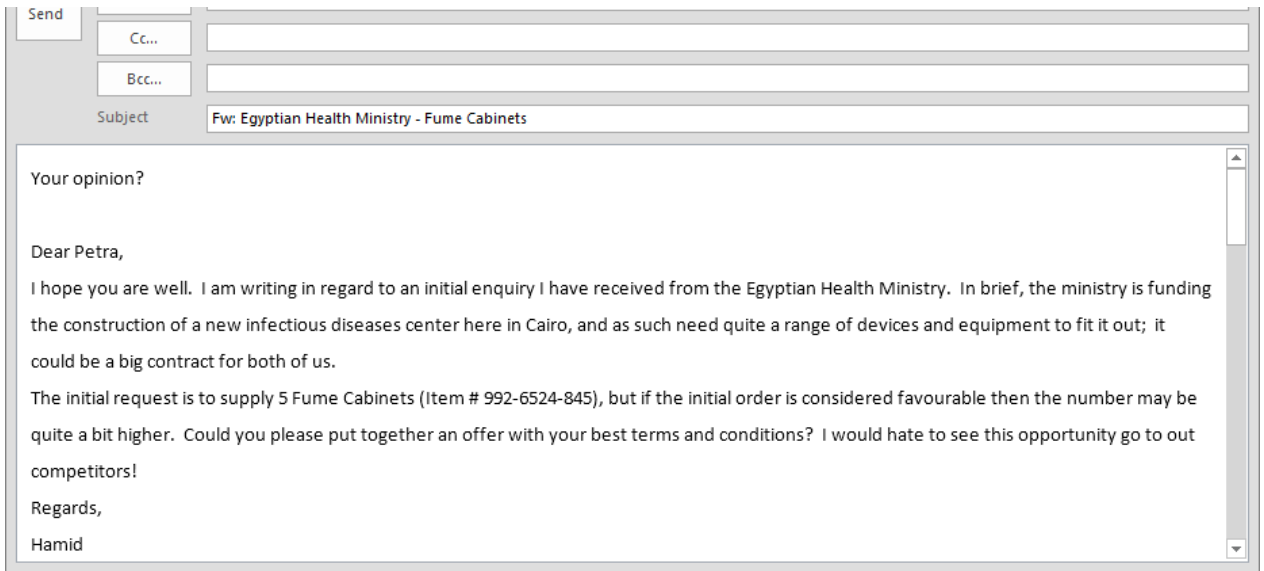 Send
Cc...
Bcc...
Subject Fw: Egyptian Health Ministry - Fume Cabinets
Your opinion?
Dear Petra,
I hope you are well. I am writing in regard to an initial enquiry I have received from the Egyptian Health Ministry. In brief, the ministry is funding
the construction of a new infectious diseases center here in Cairo, and as such need quite a range of devices and equipment to fit it out; it
could be a big contract for both of us.
The initial request is to supply 5 Fume Cabinets (Item # 992-6524-845), but if the initial order is considered favourable then the number may be
quite a bit higher. Could you please put together an offer with your best terms and conditions? I would hate to see this opportunity go to out
competitors!
Regards,
Hamid